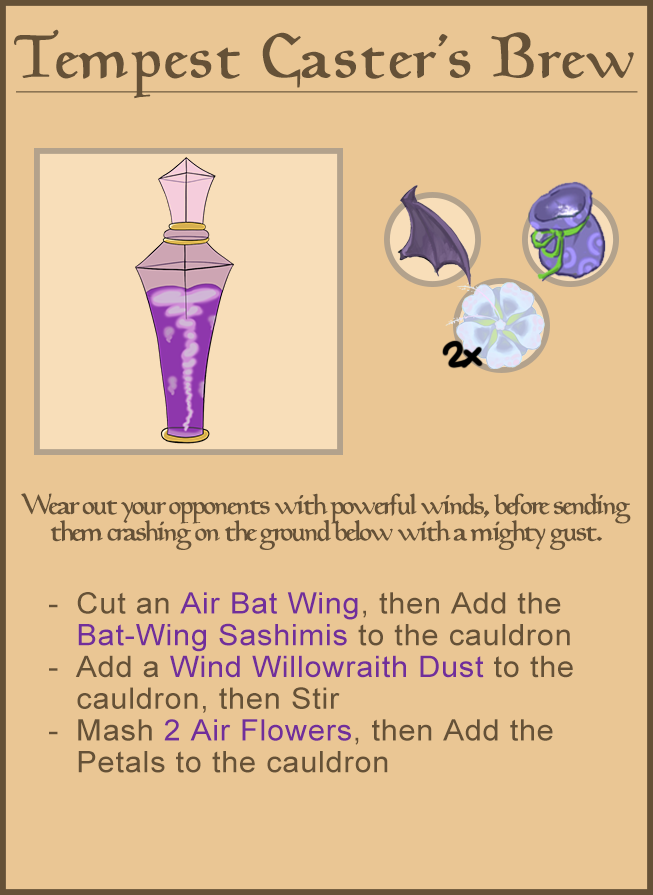 Tempest Caster's Brew
2x
Wear out your opponents with powerful winds, before sending
them crashing on the ground below with a mighty gust.
- Cut an Air Bat Wing, then Add the
Bat-Wing Sashimis to the cauldron
- Add a Wind Willowraith Dust to the
cauldron, then Stir
- Mash 2 Air Flowers, then Add the
Petals to the cauldron